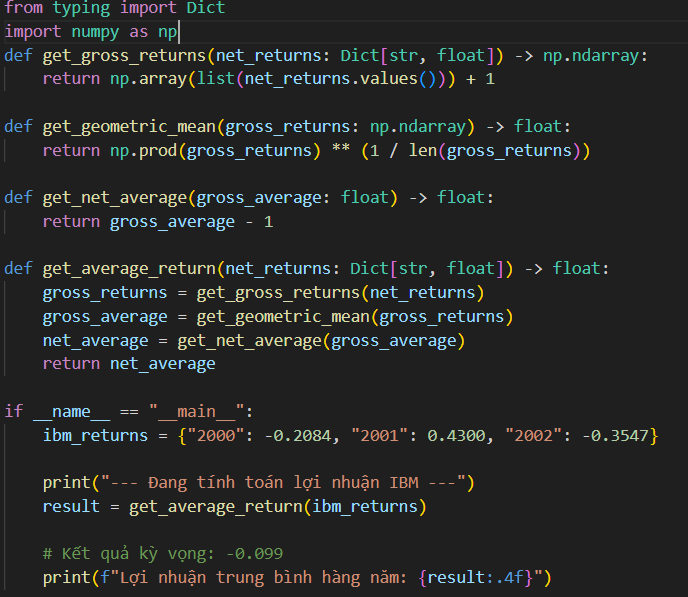 from typing import Dict
import numpy as np
def get_gross_returns(net_returns: Dict[str, float]) -> np.ndarray:
    return np.array(list(net_returns.values())) + 1

def get_geometric_mean(gross_returns: np.ndarray) -> float:
    return np.prod(gross_returns) ** (1 / len(gross_returns))

def get_net_average(gross_average: float) -> float:
    return gross_average - 1

def get_average_return(net_returns: Dict[str, float]) -> float:
    gross_returns = get_gross_returns(net_returns)
    gross_average = get_geometric_mean(gross_returns)
    net_average = get_net_average(gross_average)
    return net_average

if __name__ == "__main__":
    ibm_returns = {"2000": -0.2084, "2001": 0.4300, "2002": -0.3547}

    print("--- Đang tính toán lợi nhuận IBM ---")
    result = get_average_return(ibm_returns)

    # Kết quả kỳ vọng: -0.099
    print(f"Lợi nhuận trung bình hàng năm: {result:.4f}")